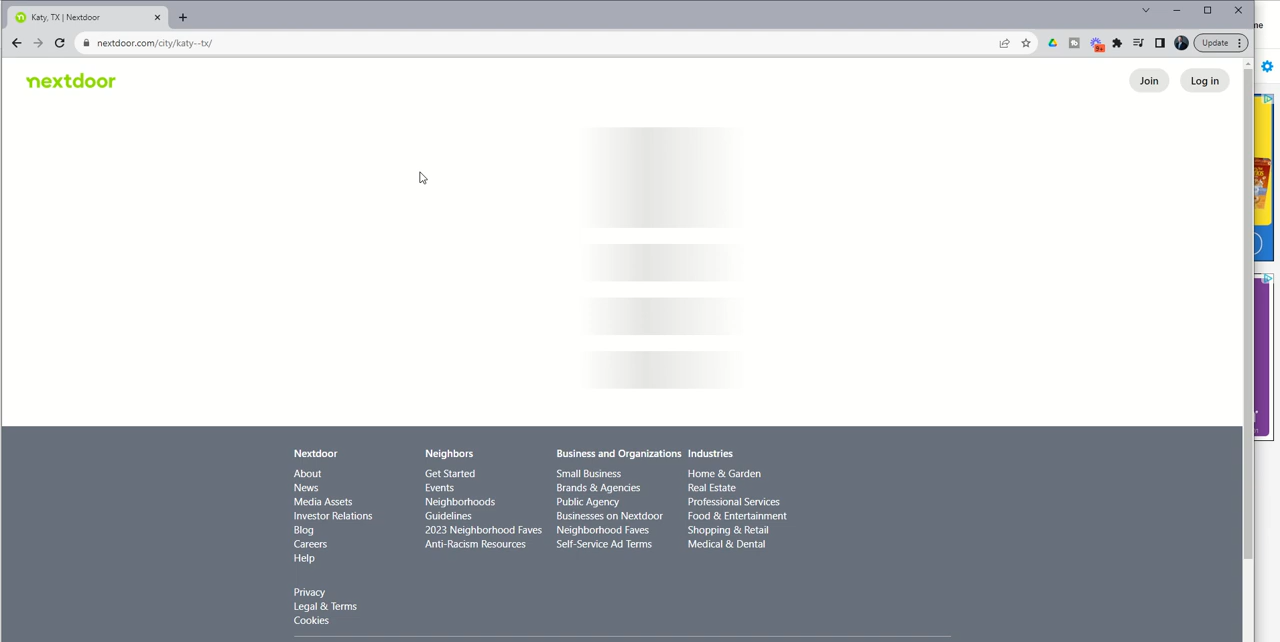 Katy, TX | Nextdoor
me
nextdoor.com/city/katy--tx/
9+
Update
nextdoor
Join
Log in
Nextdoor
Neighbors
Business and Organizations
Industries
About
Get Started
Small Business
Home & Garden
News
Events
Brands & Agencies
Real Estate
Media Assets
Neighborhoods
Public Agency
Professional Services
Investor Relations
Guidelines
Businesses on Nextdoor
Food & Entertainment
Blog
2023 Neighborhood Faves
Neighborhood Faves
Shopping & Retail
Careers
Anti-Racism Resources
Self-Service Ad Terms
Medical & Dental
Help
Privacy
Legal & Terms
Cookies